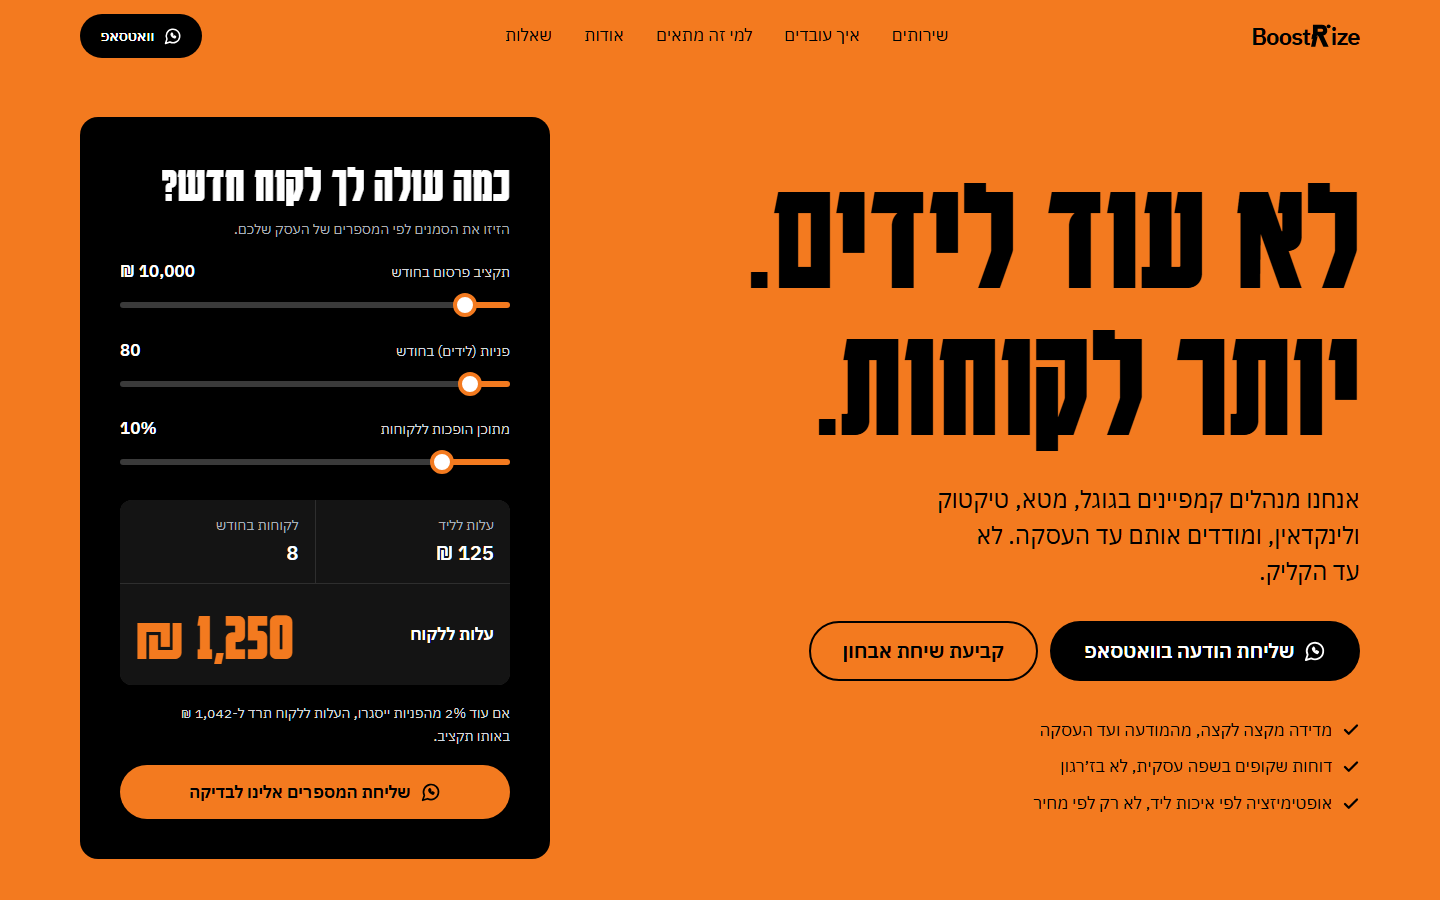 BoostRize
שירותים
איך עובדים
למי זה מתאים
אודות
שאלות
וואטסאפ
לא עוד לידים.
יותר לקוחות.
אנחנו מנהלים קמפיינים בגוגל, מטא, טיקטוק
ולינקדאין, ומודדים אותם עד העסקה. לא
עד הקליק.
שליחת הודעה בוואטסאפ
קביעת שיחת אבחון
מדידה מקצה לקצה, מהמודעה ועד העסקה
דוחות שקופים בשפה עסקית, לא בז'רגון
אופטימיזציה לפי איכות ליד, לא רק לפי מחיר
כמה עולה לך לקוח חדש?
הזיזו את הסמנים לפי המספרים של העסק שלכם.
תקציב פרסום בחודש
10,000 ₪
פניות (לידים) בחודש
80
מתוכן הופכות ללקוחות
10%
עלות לליד
125 ₪
לקוחות בחודש
8
עלות ללקוח
1,250 ₪
אם עוד 2% מהפניות ייסגרו, העלות ללקוח תרד ל-1,042 ₪
באותו תקציב.
שליחת המספרים אלינו לבדיקה